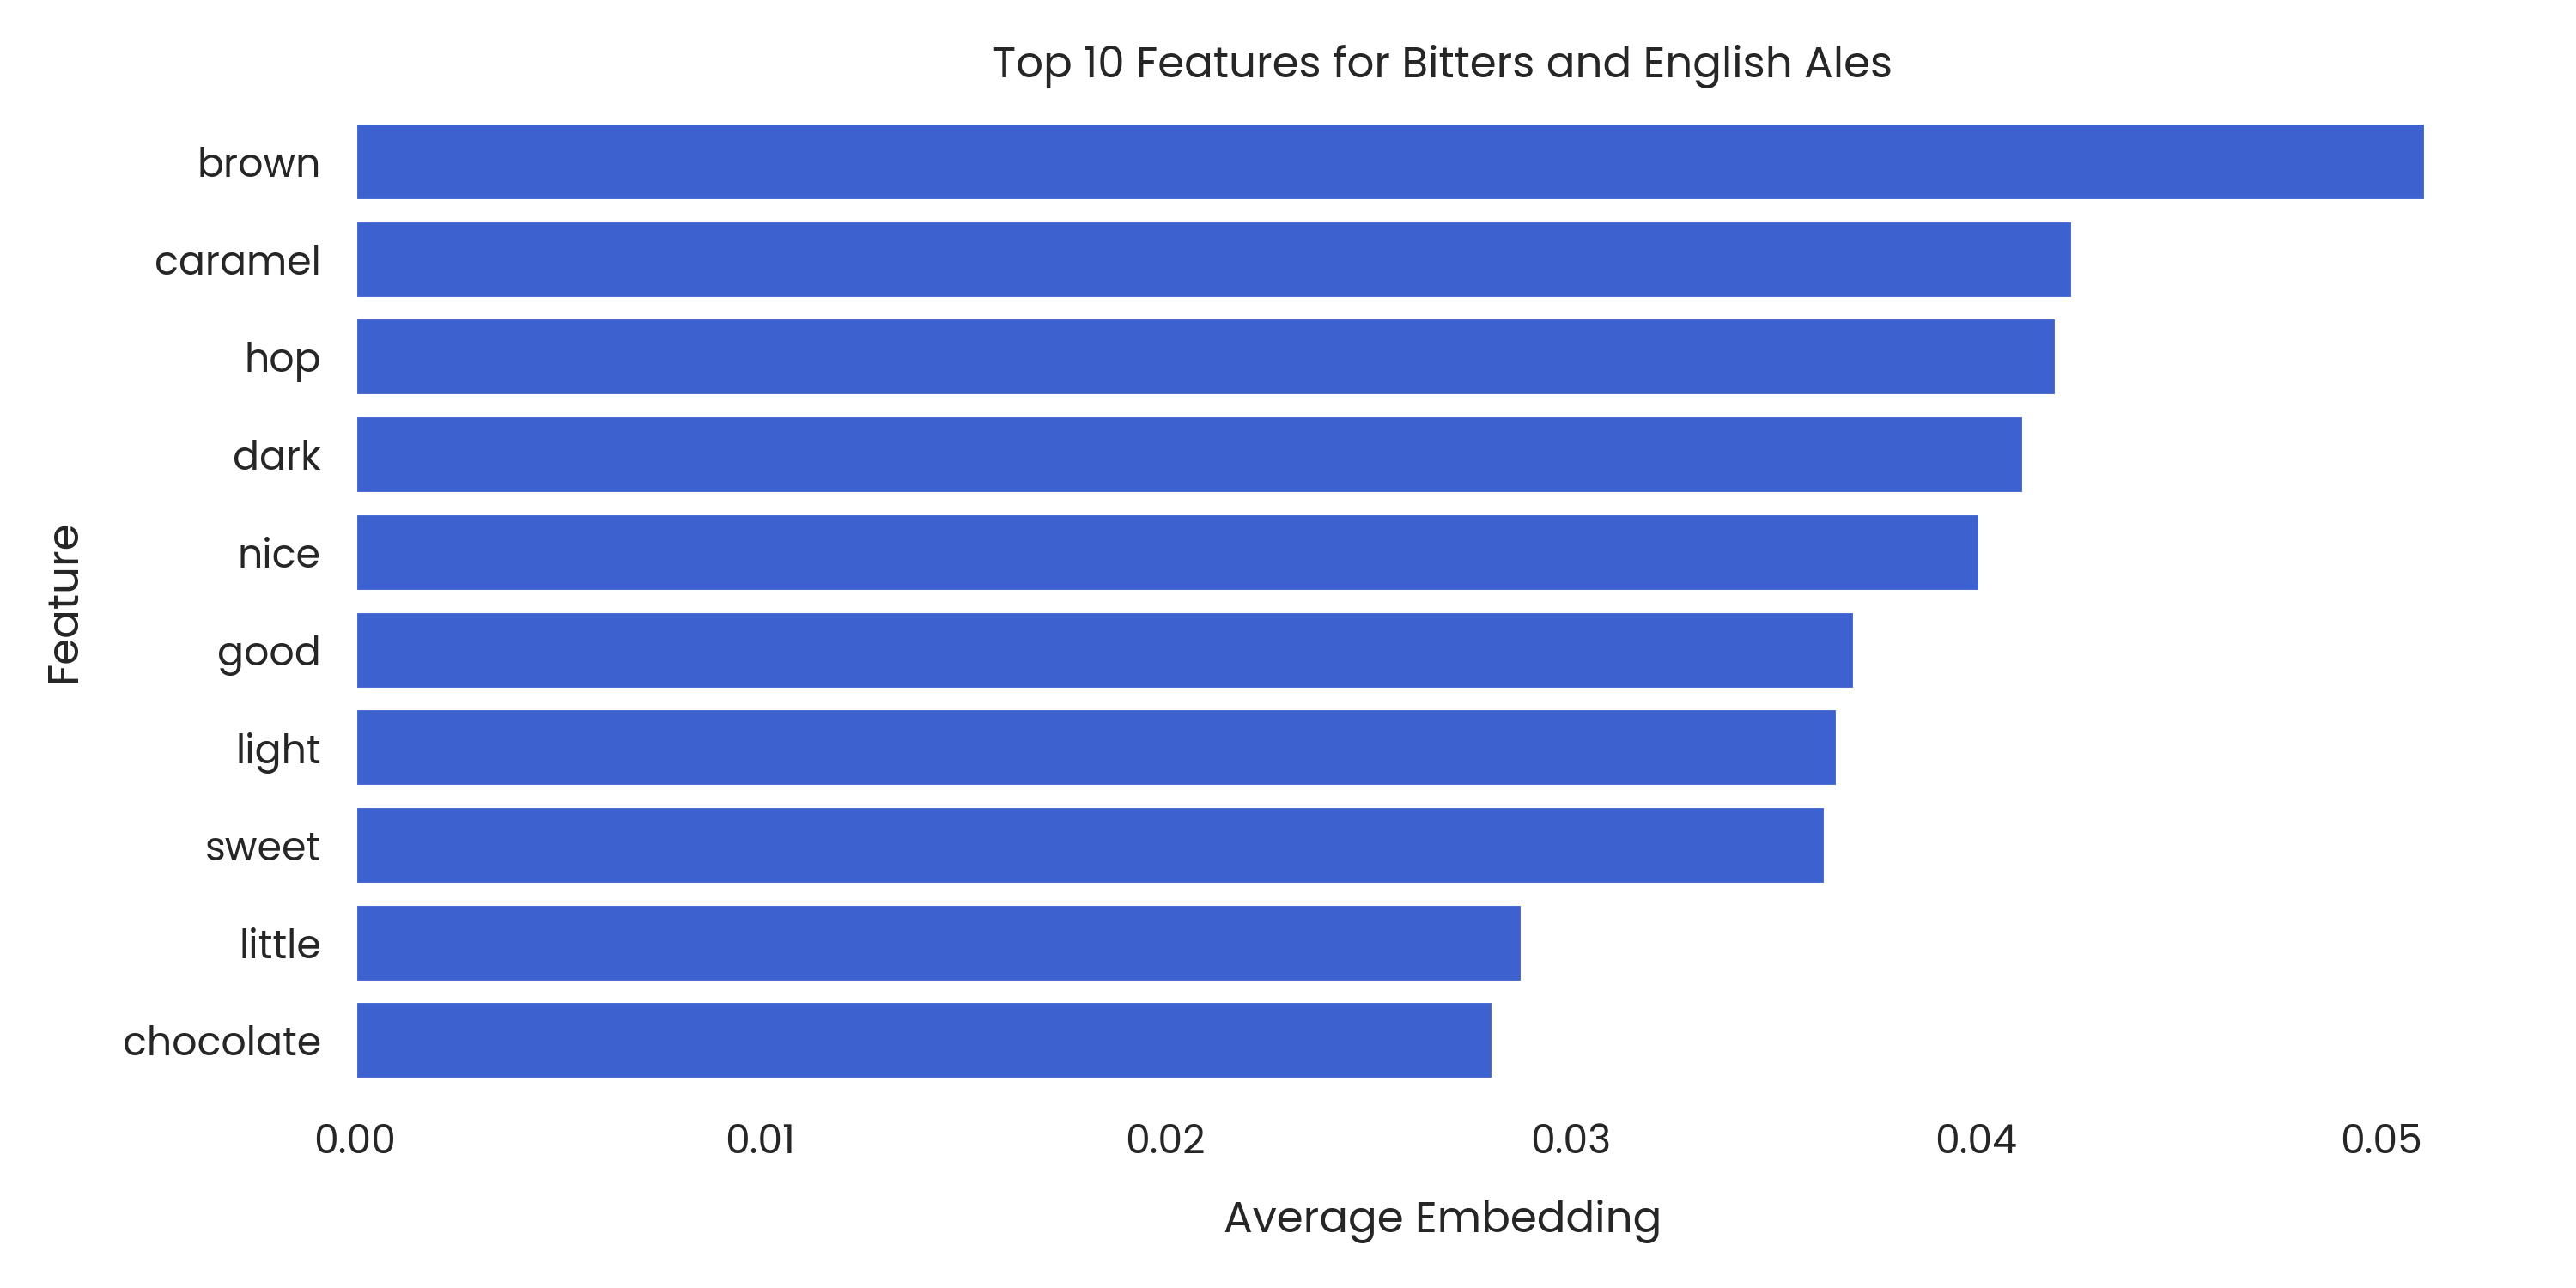 Top 10 Features for Bitters and English Ales
Feature
brown
caramel
hop
dark
nice
good
light
sweet
little
chocolate
0.00 0.01 0.02 0.03 0.04 0.05
Average Embedding